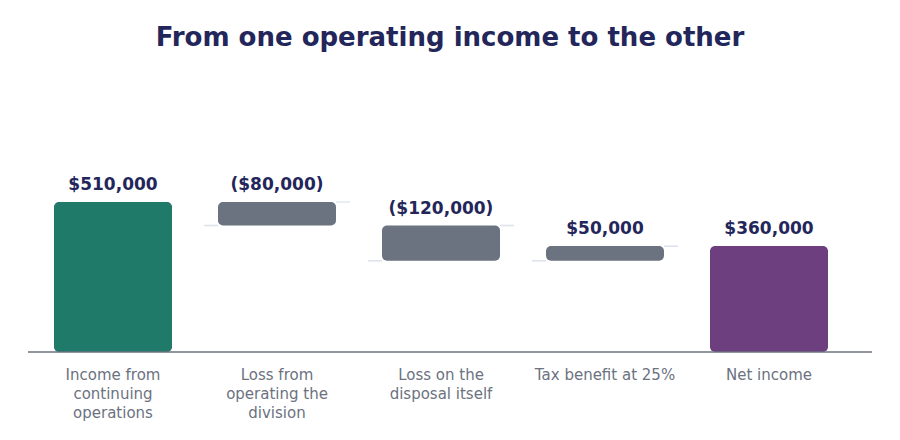 From one operating income to the other
$510,000
($80,000)
($120,000)
$50,000
$360,000
Income from
continuing
operations
Loss from
operating the
division
Loss on the
disposal itself
Tax benefit at 25%
Net income